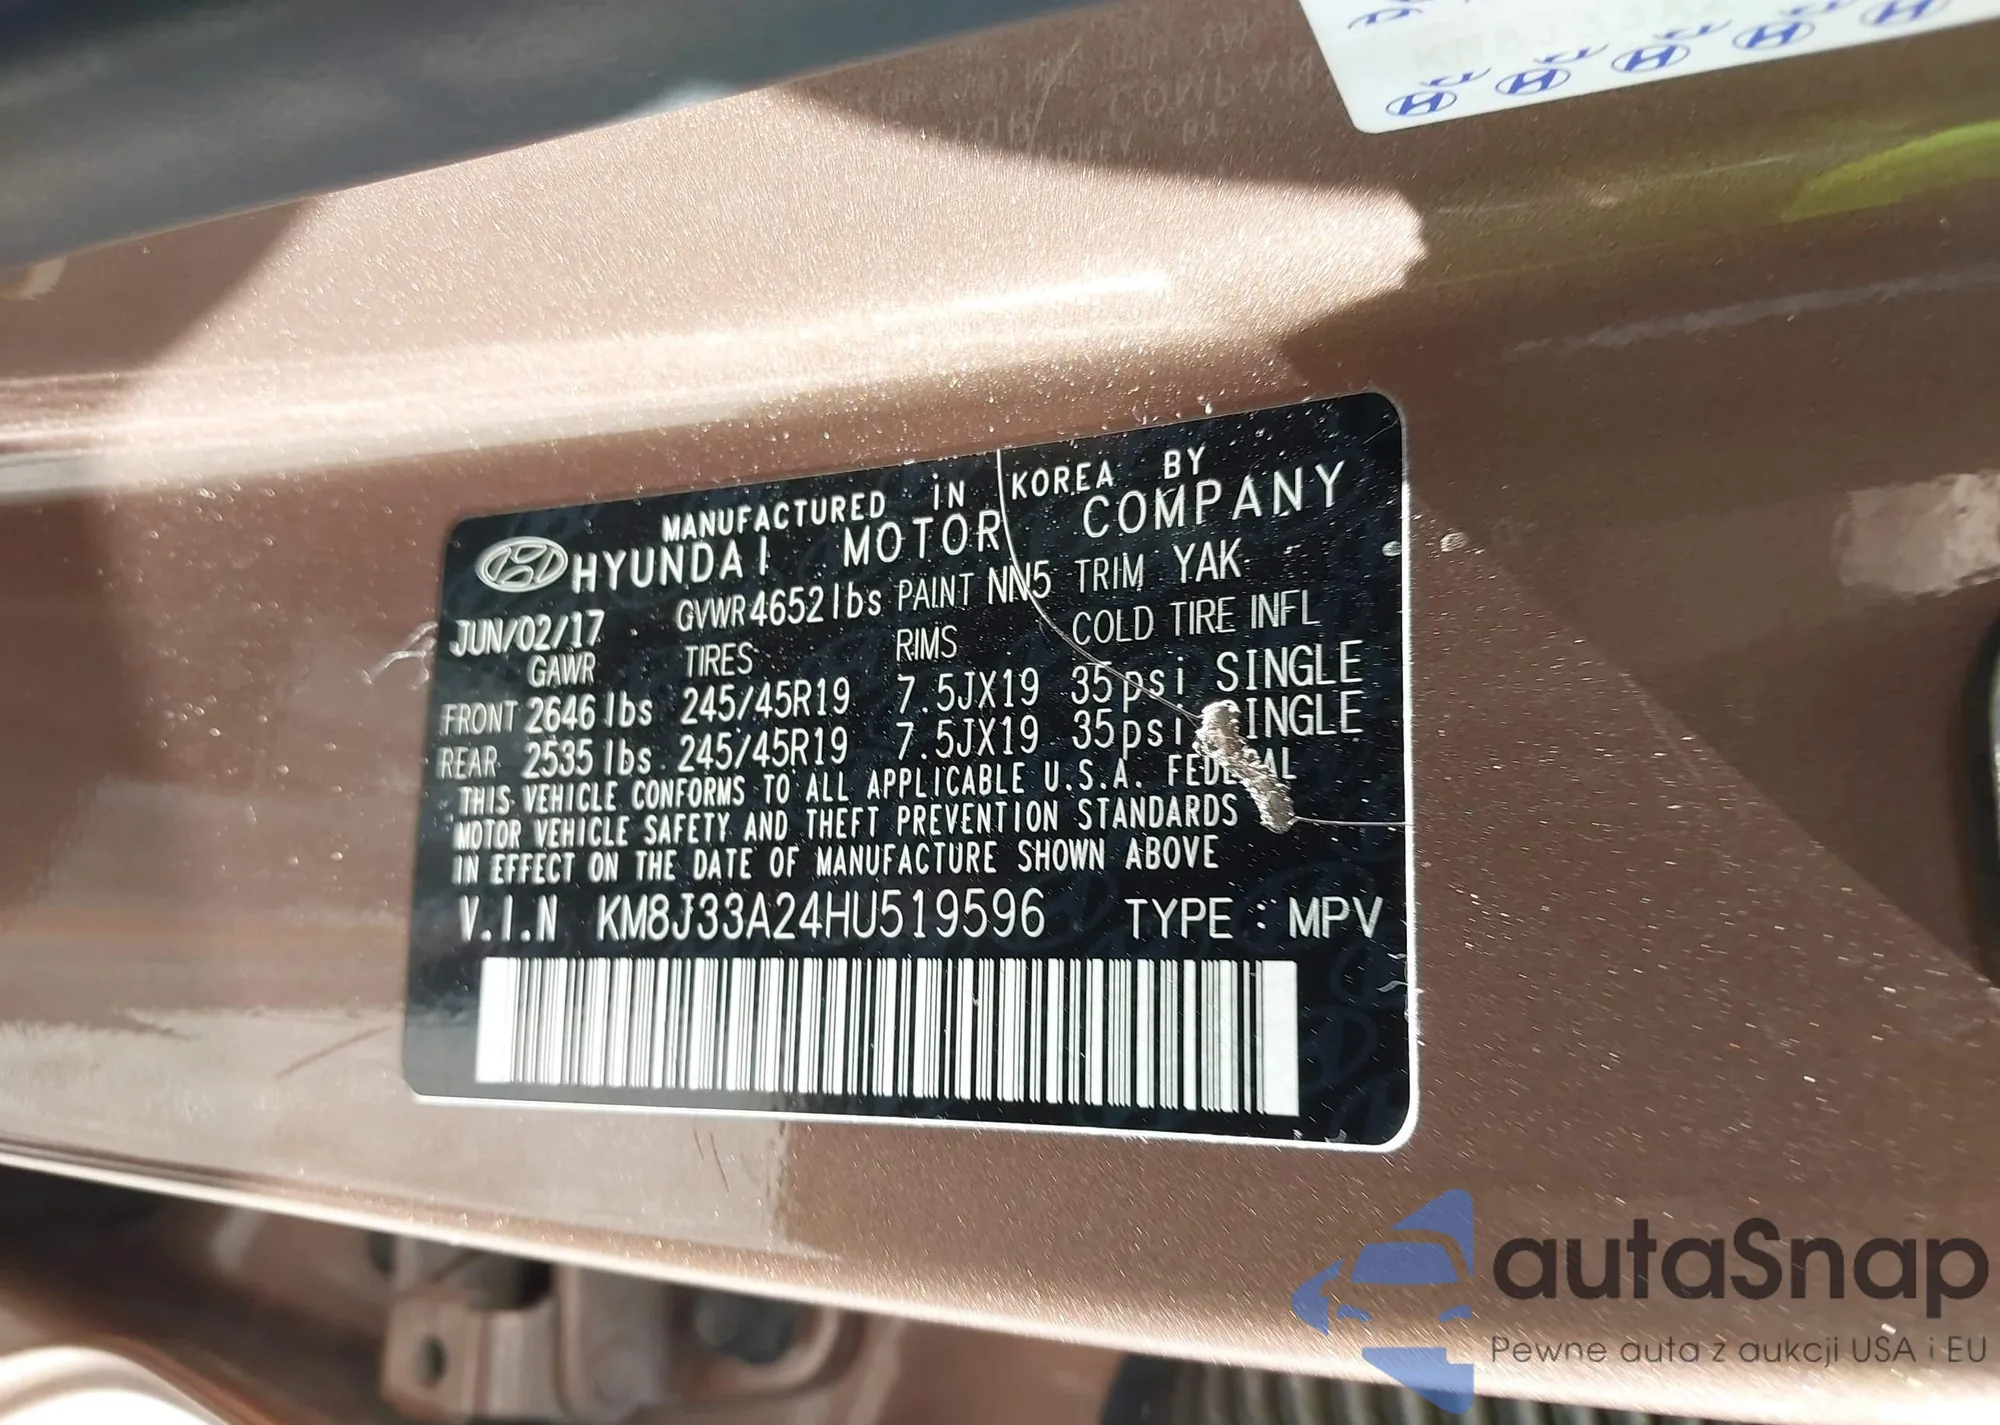 MANUFACTURED IN KOREA BY
HYUNDAI MOTOR COMPANY
JUN/02/17 GVWR 4652 lbs PAINT NN5 TRIM YAK
GAWR TIRES RIMS COLD TIRE INFL
FRONT 2646 lbs 245/45R19 7.5JX19 35psi SINGLE
REAR 2535 lbs 245/45R19 7.5JX19 35psi, SINGLE
THIS VEHICLE CONFORMS TO ALL APPLICABLE U.S.A. FEDERAL
MOTOR VEHICLE SAFETY AND THEFT PREVENTION STANDARDS
IN EFFECT ON THE DATE OF MANUFACTURE SHOWN ABOVE
V.I.N KM8J33A24HU519596 TYPE : MPV
autaSnap
Pewne auta z aukcji USA i EU